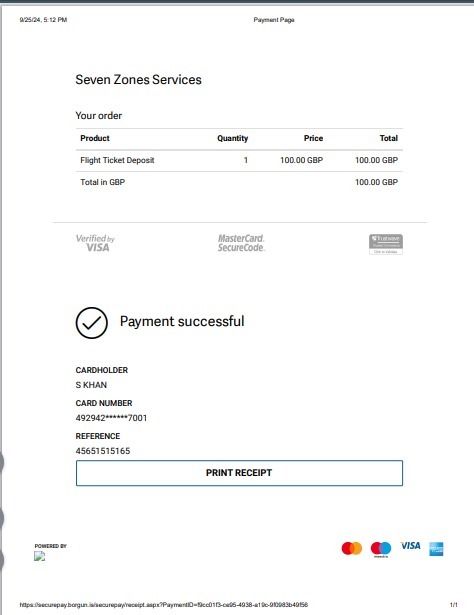 9/25/24, 5:12 PM Payment Page
Seven Zones Services
Your order
Product Quantity Price Total
Flight Ticket Deposit 1 100.00 GBP 100.00 GBP
Total in GBP 100.00 GBP
Verified by VISA
MasterCard. SecureCode.
Trustwave
Payment successful
CARDHOLDER
S KHAN
CARD NUMBER
492942******7001
REFERENCE
45651515165
PRINT RECEIPT
POWERED BY
maestro
VISA
https://securepay.borgun.is/securepay/receipt.aspx?PaymentID=f9cc01f3-ce95-4938-a19c-9f0983b49f56 1/1